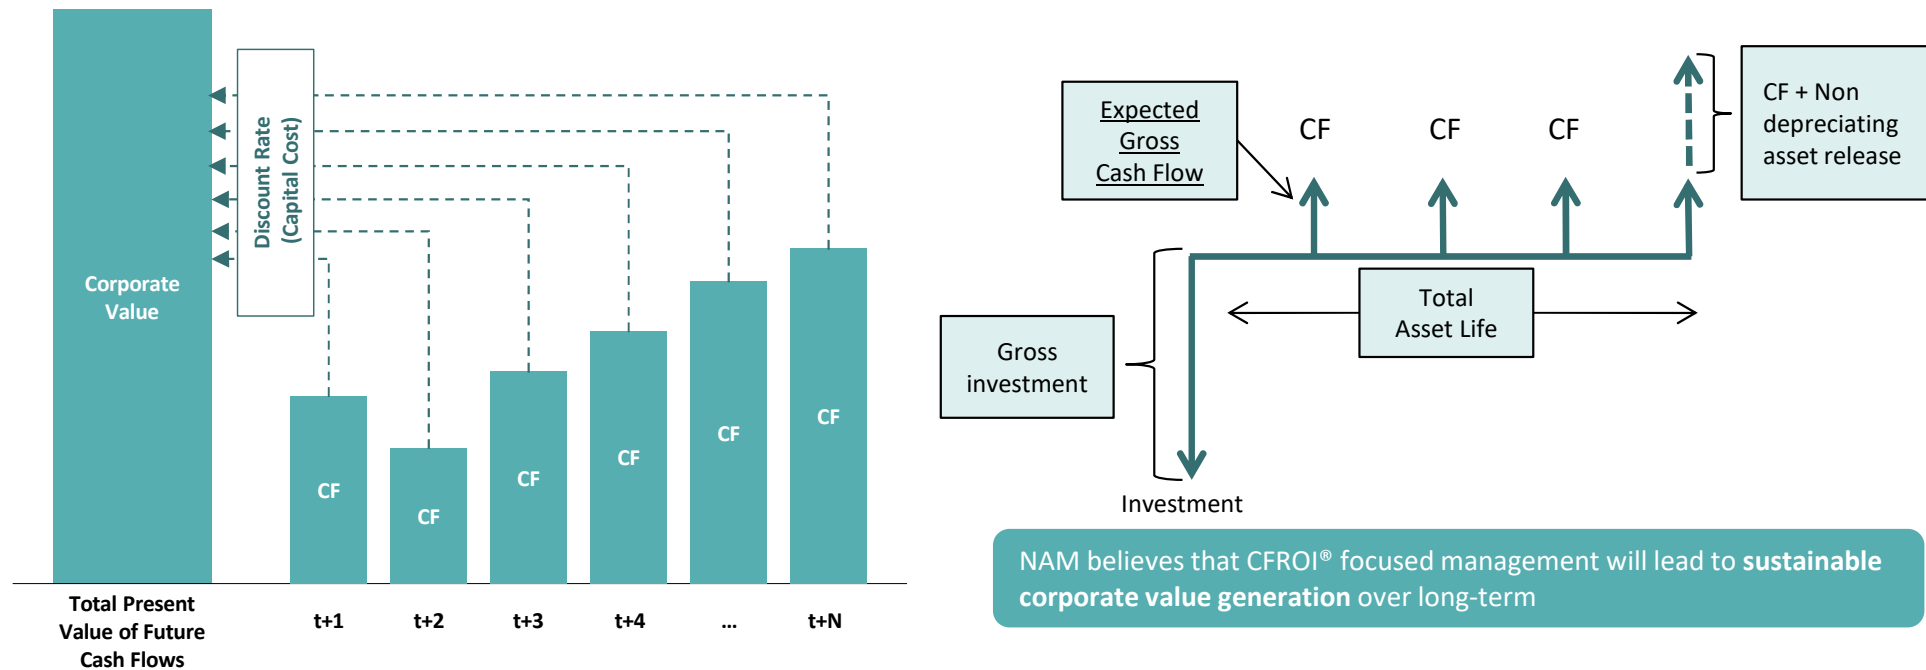 Corporate
Value
Discount Rate
(Capital Cost)
CF
CF
CF
CF
CF
CF
Total Present
Value of Future
Cash Flows
t+1
t+2
t+3
t+4
...
t+N
Expected
Gross
Cash Flow
CF
CF
CF
CF + Non
depreciating
asset release
Gross
investment
Total
Asset Life
Investment
NAM believes that CFROI® focused management will lead to sustainable
corporate value generation over long-term